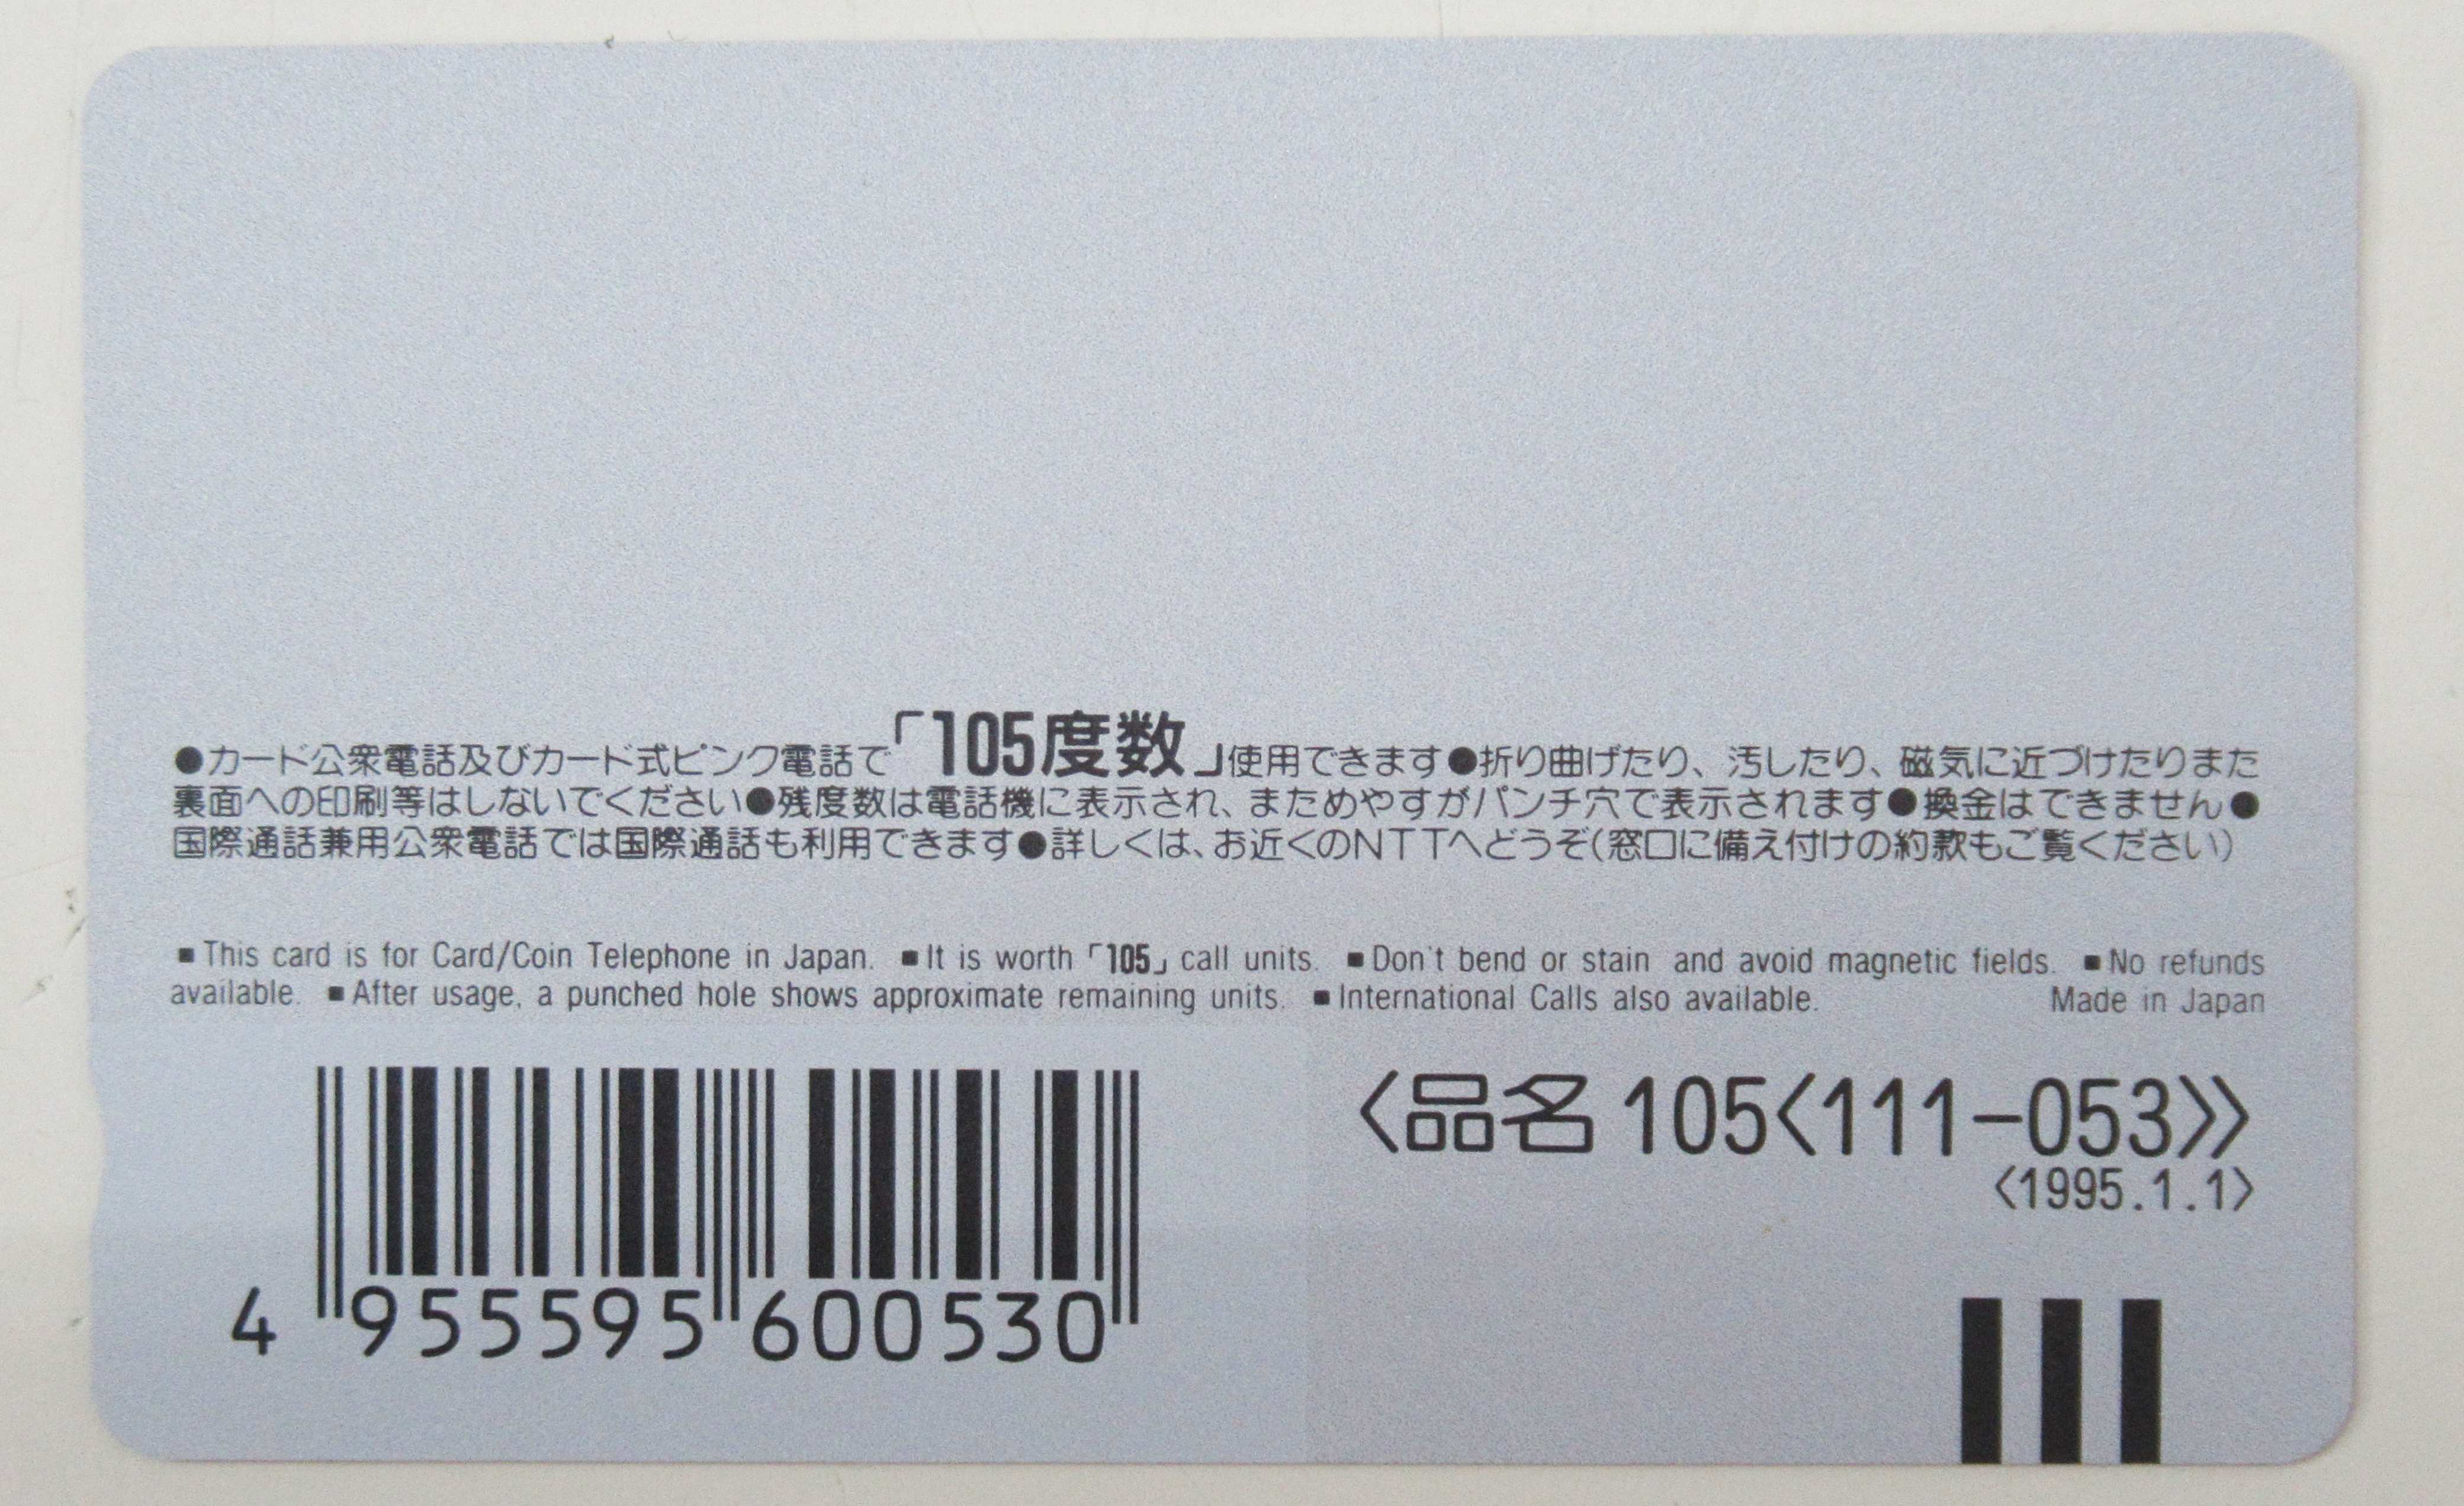 ●カード公衆電話及びカード式ピンク電話で「105度数」使用できます●折り曲げたり、汚したり、磁気に近づけたりまた
裏面への印刷等はしないでください●残度数は電話機に表示され、まためやすがパンチ穴で表示されます●換金はできません●
国際通話兼用公衆電話では国際通話も利用できます●詳しくは、お近くのNTTへどうぞ(窓口に備え付けの約款もご覧ください)
■This card is for Card/Coin Telephone in Japan. ■It is worth「105」call units. ■Don't bend or stain and avoid magnetic fields. ■No refunds
available. ■After usage, a punched hole shows approximate remaining units. ■International Calls also available. Made in Japan
〈品名 105〈111-053〉〉
〈1995.1.1〉
4 955595 600530